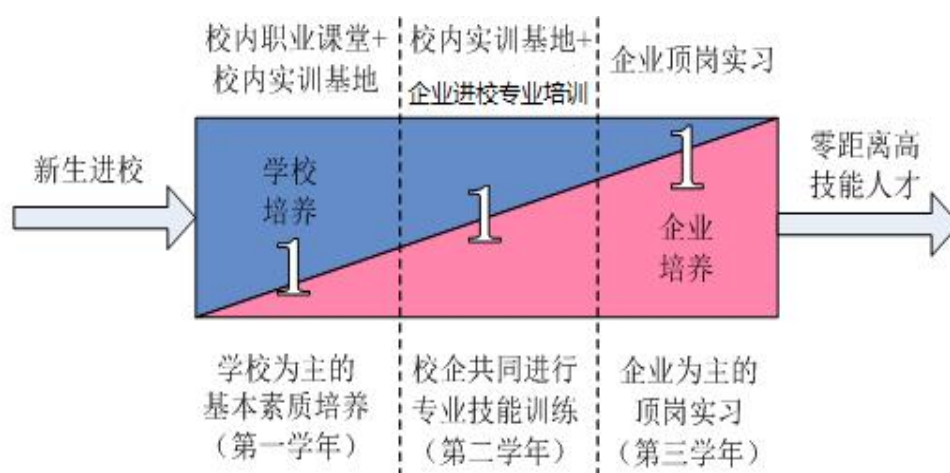 校内职业课堂+
校内实训基地
校内实训基地+
企业进校专业培训
企业顶岗实习
新生进校
学校
培养
1
1
1
企业
培养
零距离高
技能人才
学校为主的
基本素质培养
（第一学年）
校企共同进行
专业技能训练
（第二学年）
企业为主的
顶岗实习
（第三学年）